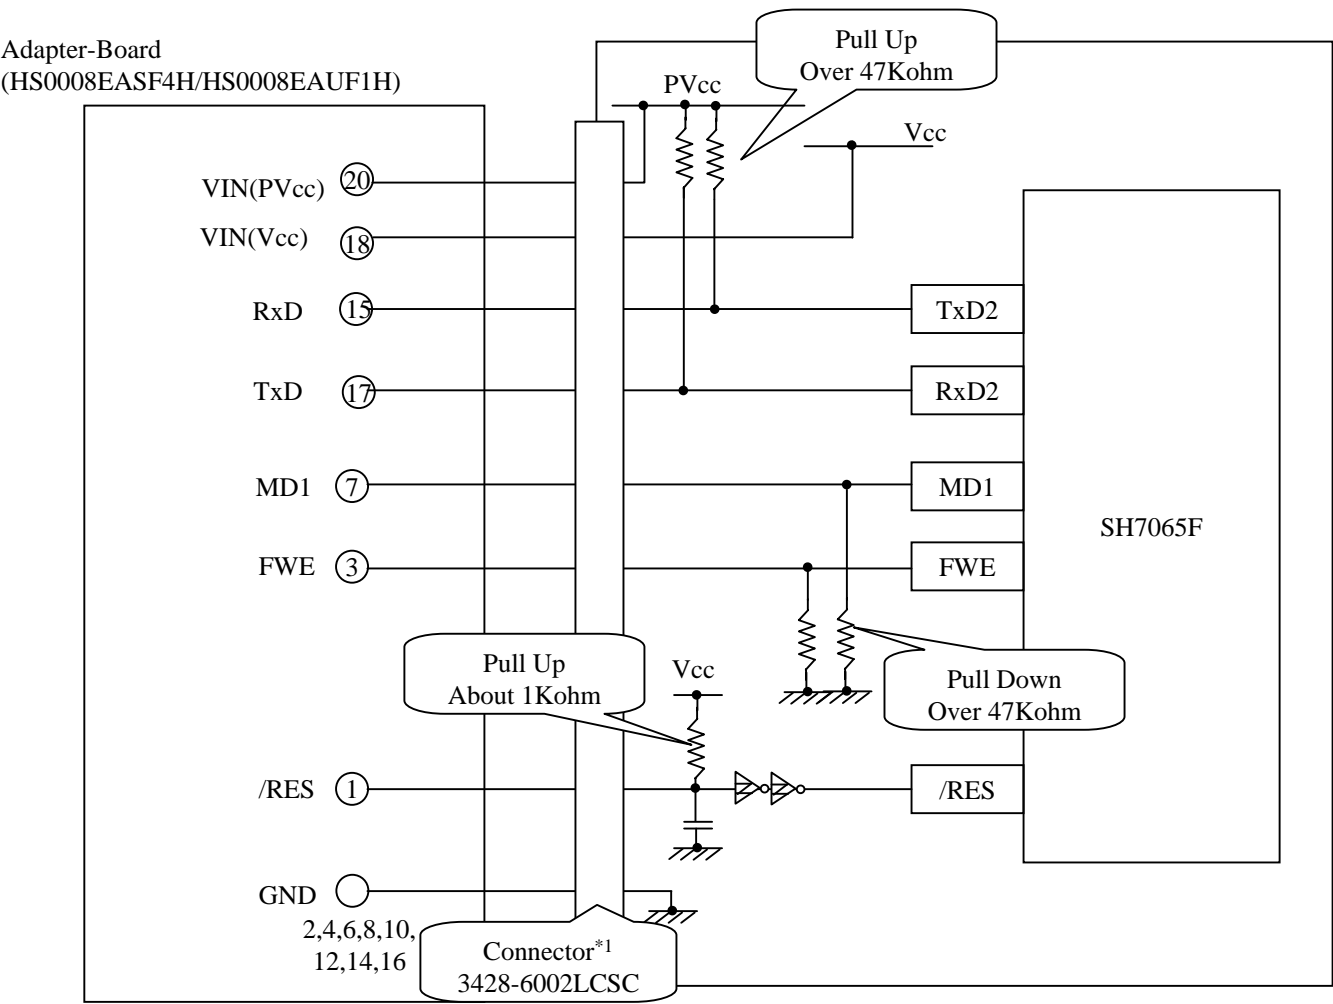 Adapter-Board
(HS0008EASF4H/HS0008EAUF1H)
Pull Up
Over 47Kohm
PVcc
Vcc
VIN(PVcc) 20
VIN(Vcc) 18
RxD 15
TxD2
TxD 17
RxD2
MD1 7
MD1
SH7065F
FWE 3
FWE
Pull Up
About 1Kohm
Vcc
Pull Down
Over 47Kohm
/RES 1
/RES
GND
2,4,6,8,10,
12,14,16
Connector*1
3428-6002LCSC